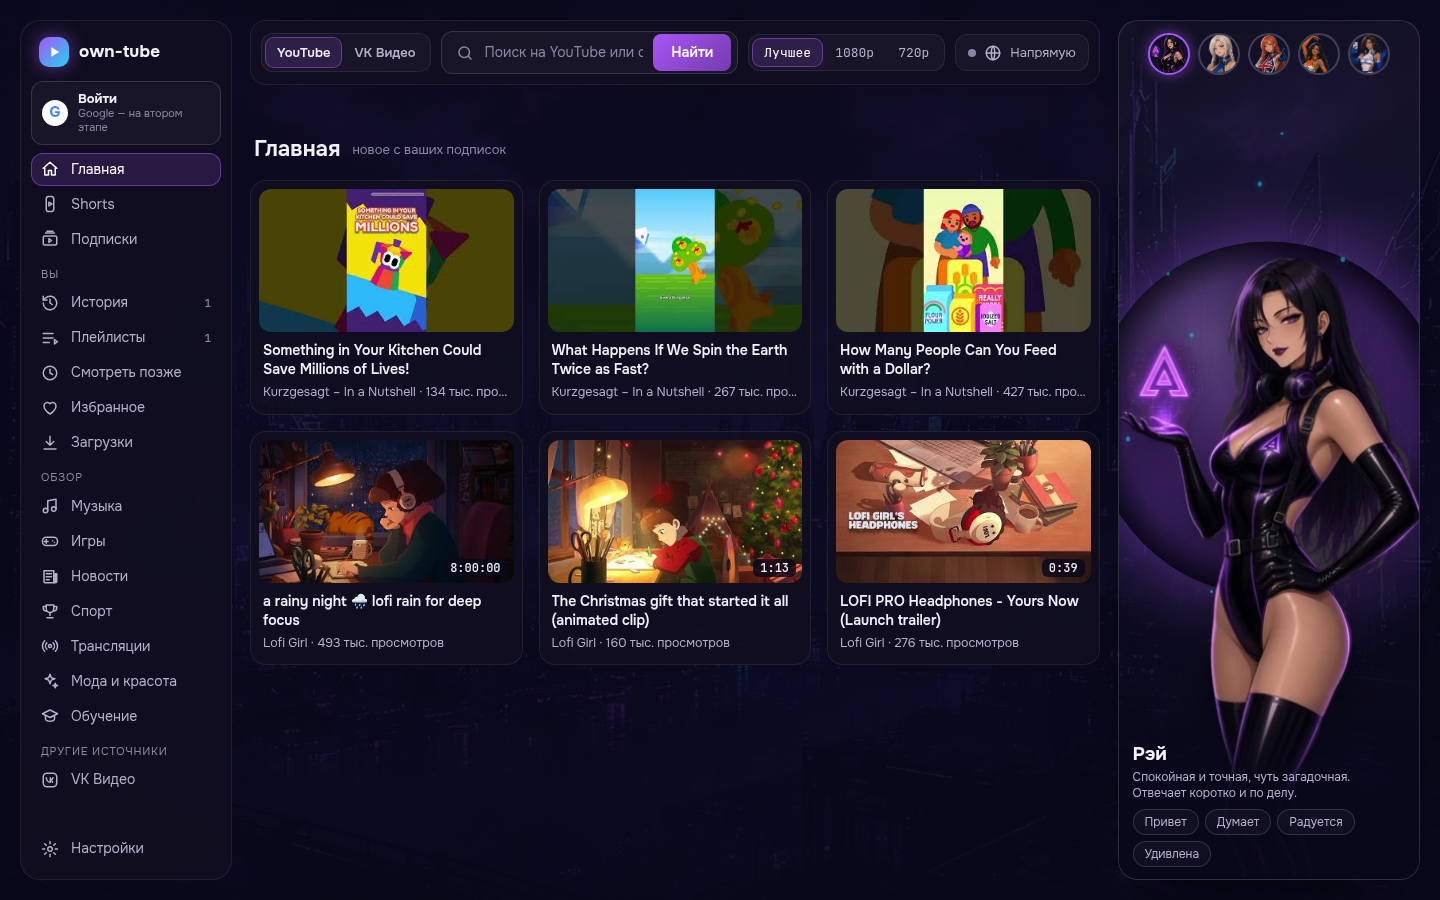 own-tube
Войти
Google — на втором
этапе
Главная
Shorts
Подписки
ВЫ
История 1
Плейлисты 1
Смотреть позже
Избранное
Загрузки
ОБЗОР
Музыка
Игры
Новости
Спорт
Трансляции
Мода и красота
Обучение
ДРУГИЕ ИСТОЧНИКИ
VK Видео
Настройки
YouTube VK Видео
Поиск на YouTube или с
Найти
Лучшее 1080p 720p
Напрямую
Главная новое с ваших подписок
SOMETHING IN YOUR
KITCHEN COULD SAVE
MILLIONS
Something in Your Kitchen Could
Save Millions of Lives!
Kurzgesagt – In a Nutshell · 134 тыс. про...
What Happens If We Spin the Earth
Twice as Fast?
Kurzgesagt – In a Nutshell · 267 тыс. про...
FLOUR
POWER
REALLY
IODIZED
SALT
How Many People Can You Feed
with a Dollar?
Kurzgesagt – In a Nutshell · 427 тыс. про...
8:00:00
a rainy night 🌧️ lofi rain for deep
focus
Lofi Girl · 493 тыс. просмотров
1:13
The Christmas gift that started it all
(animated clip)
Lofi Girl · 160 тыс. просмотров
LOFI GIRL'S
HEADPHONES
0:39
LOFI PRO Headphones - Yours Now
(Launch trailer)
Lofi Girl · 276 тыс. просмотров
Рэй
Спокойная и точная, чуть загадочная.
Отвечает коротко и по делу.
Привет Думает Радуется
Удивлена